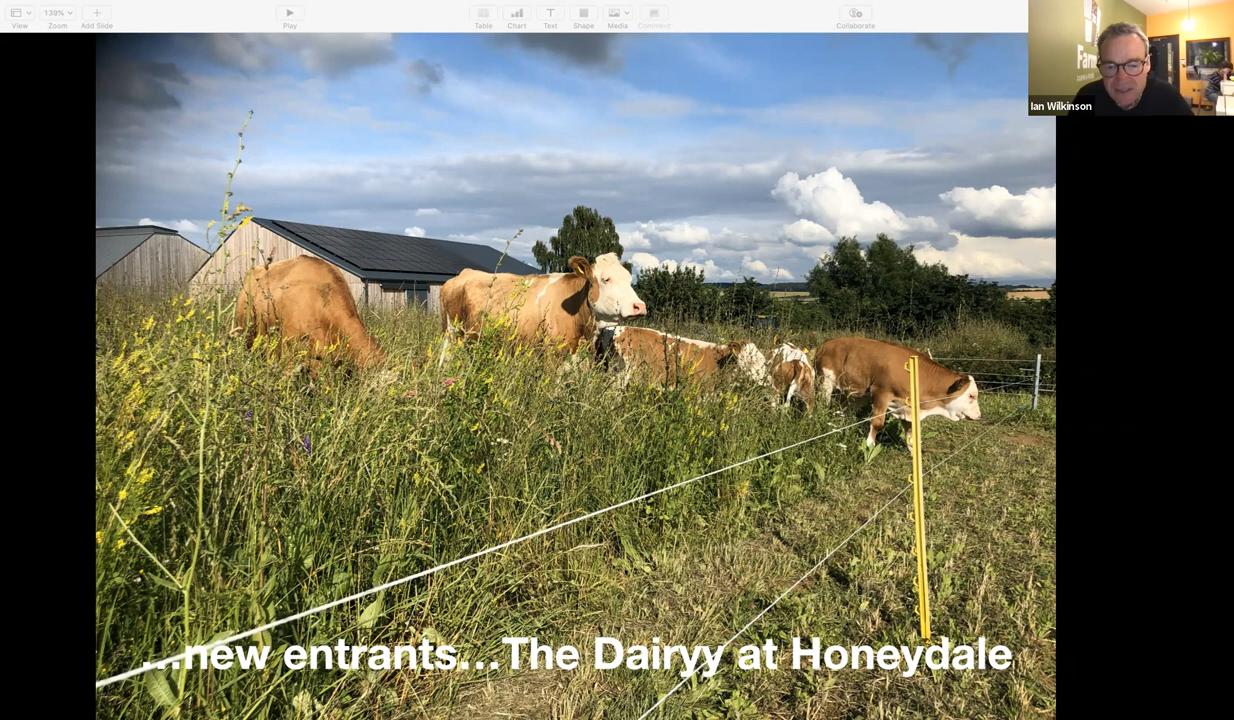 139%
View
Zoom
Add Slide
Play
Table
Chart
Text
Shape
Media
Comment
Collaborate
Ian Wilkinson
...new entrants...The Dairyy at Honeydale